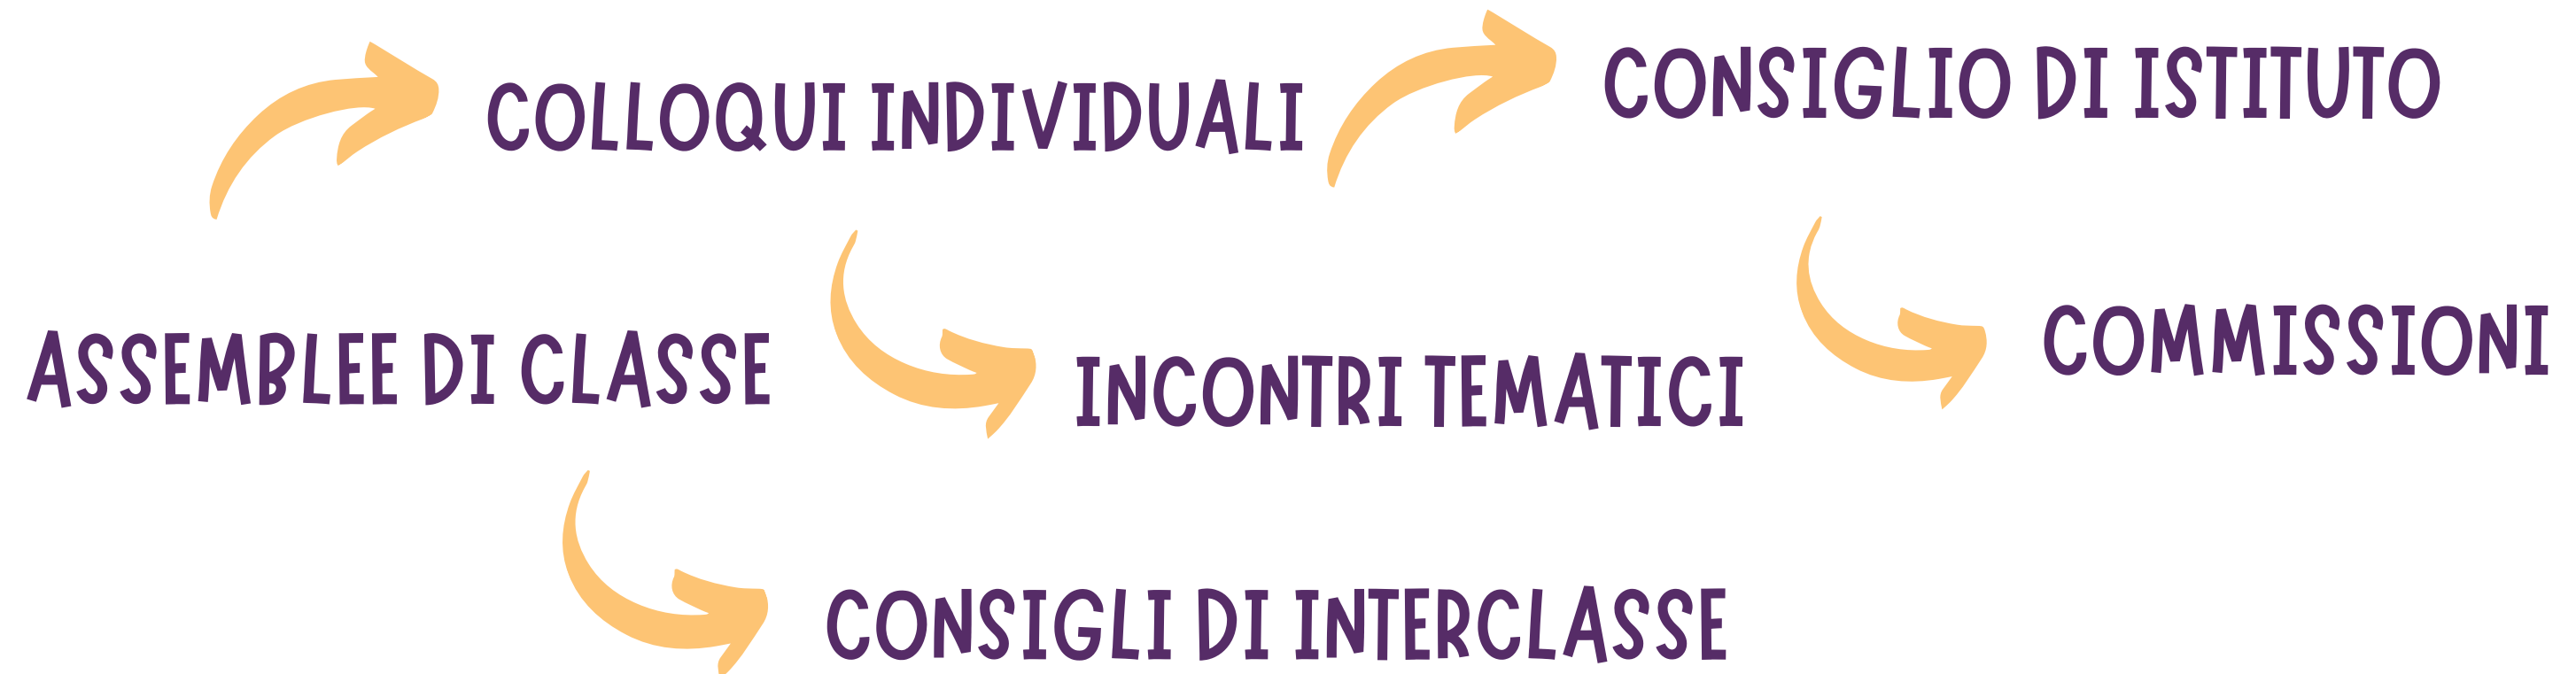 CONSIGLIO DI ISTITUTO
COLLOQUI INDIVIDUALI
COMMISSIONI
ASSEMBLEE DI CLASSE
INCONTRI TEMATICI
CONSIGLI DI INTERCLASSE